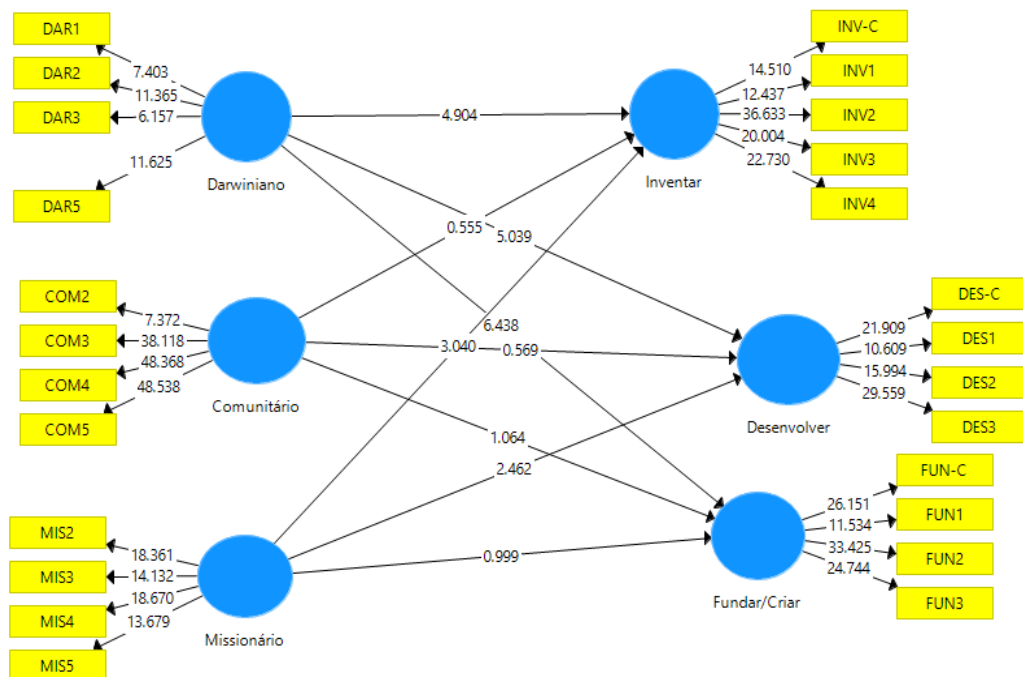 DAR1
DAR2
DAR3
DAR5
7.403
11.365
6.157
11.625
Darwiniano
4.904
5.039
6.438
INV-C
INV1
INV2
INV3
INV4
14.510
12.437
36.633
20.004
22.730
Inventar
COM2
COM3
COM4
COM5
7.372
38.118
48.368
48.538
Comunitário
0.555
0.569
1.064
DES-C
DES1
DES2
DES3
21.909
10.609
15.994
29.559
Desenvolver
MIS2
MIS3
MIS4
MIS5
18.361
14.132
18.670
13.679
Missionário
3.040
2.462
0.999
FUN-C
FUN1
FUN2
FUN3
26.151
11.534
33.425
24.744
Fundar/Criar